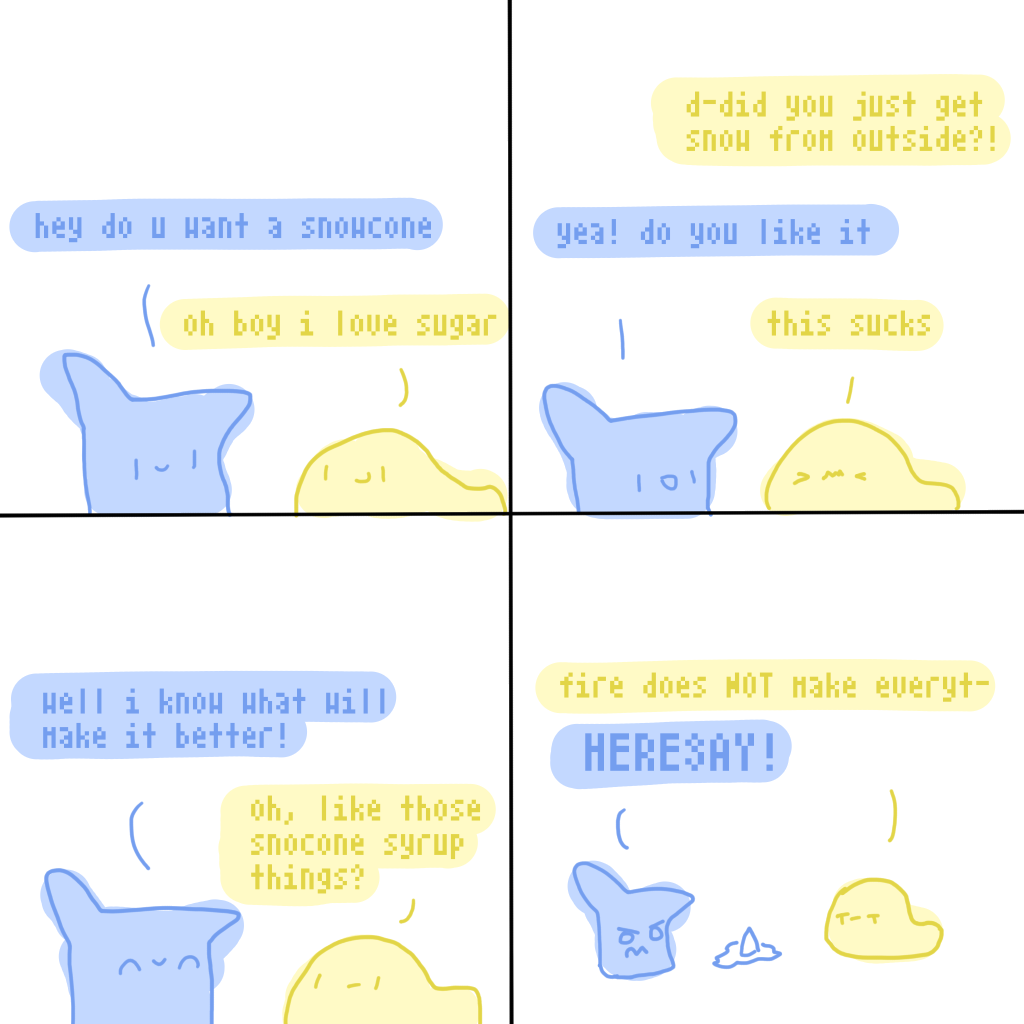 hey do u want a snowcone
oh boy i love sugar
d-did you just get
snow from outside?!
yea! do you like it
this sucks
well i know what will
make it better!
oh, like those
snocone syrup
things?
fire does NOT make everyt-
HERESAY!